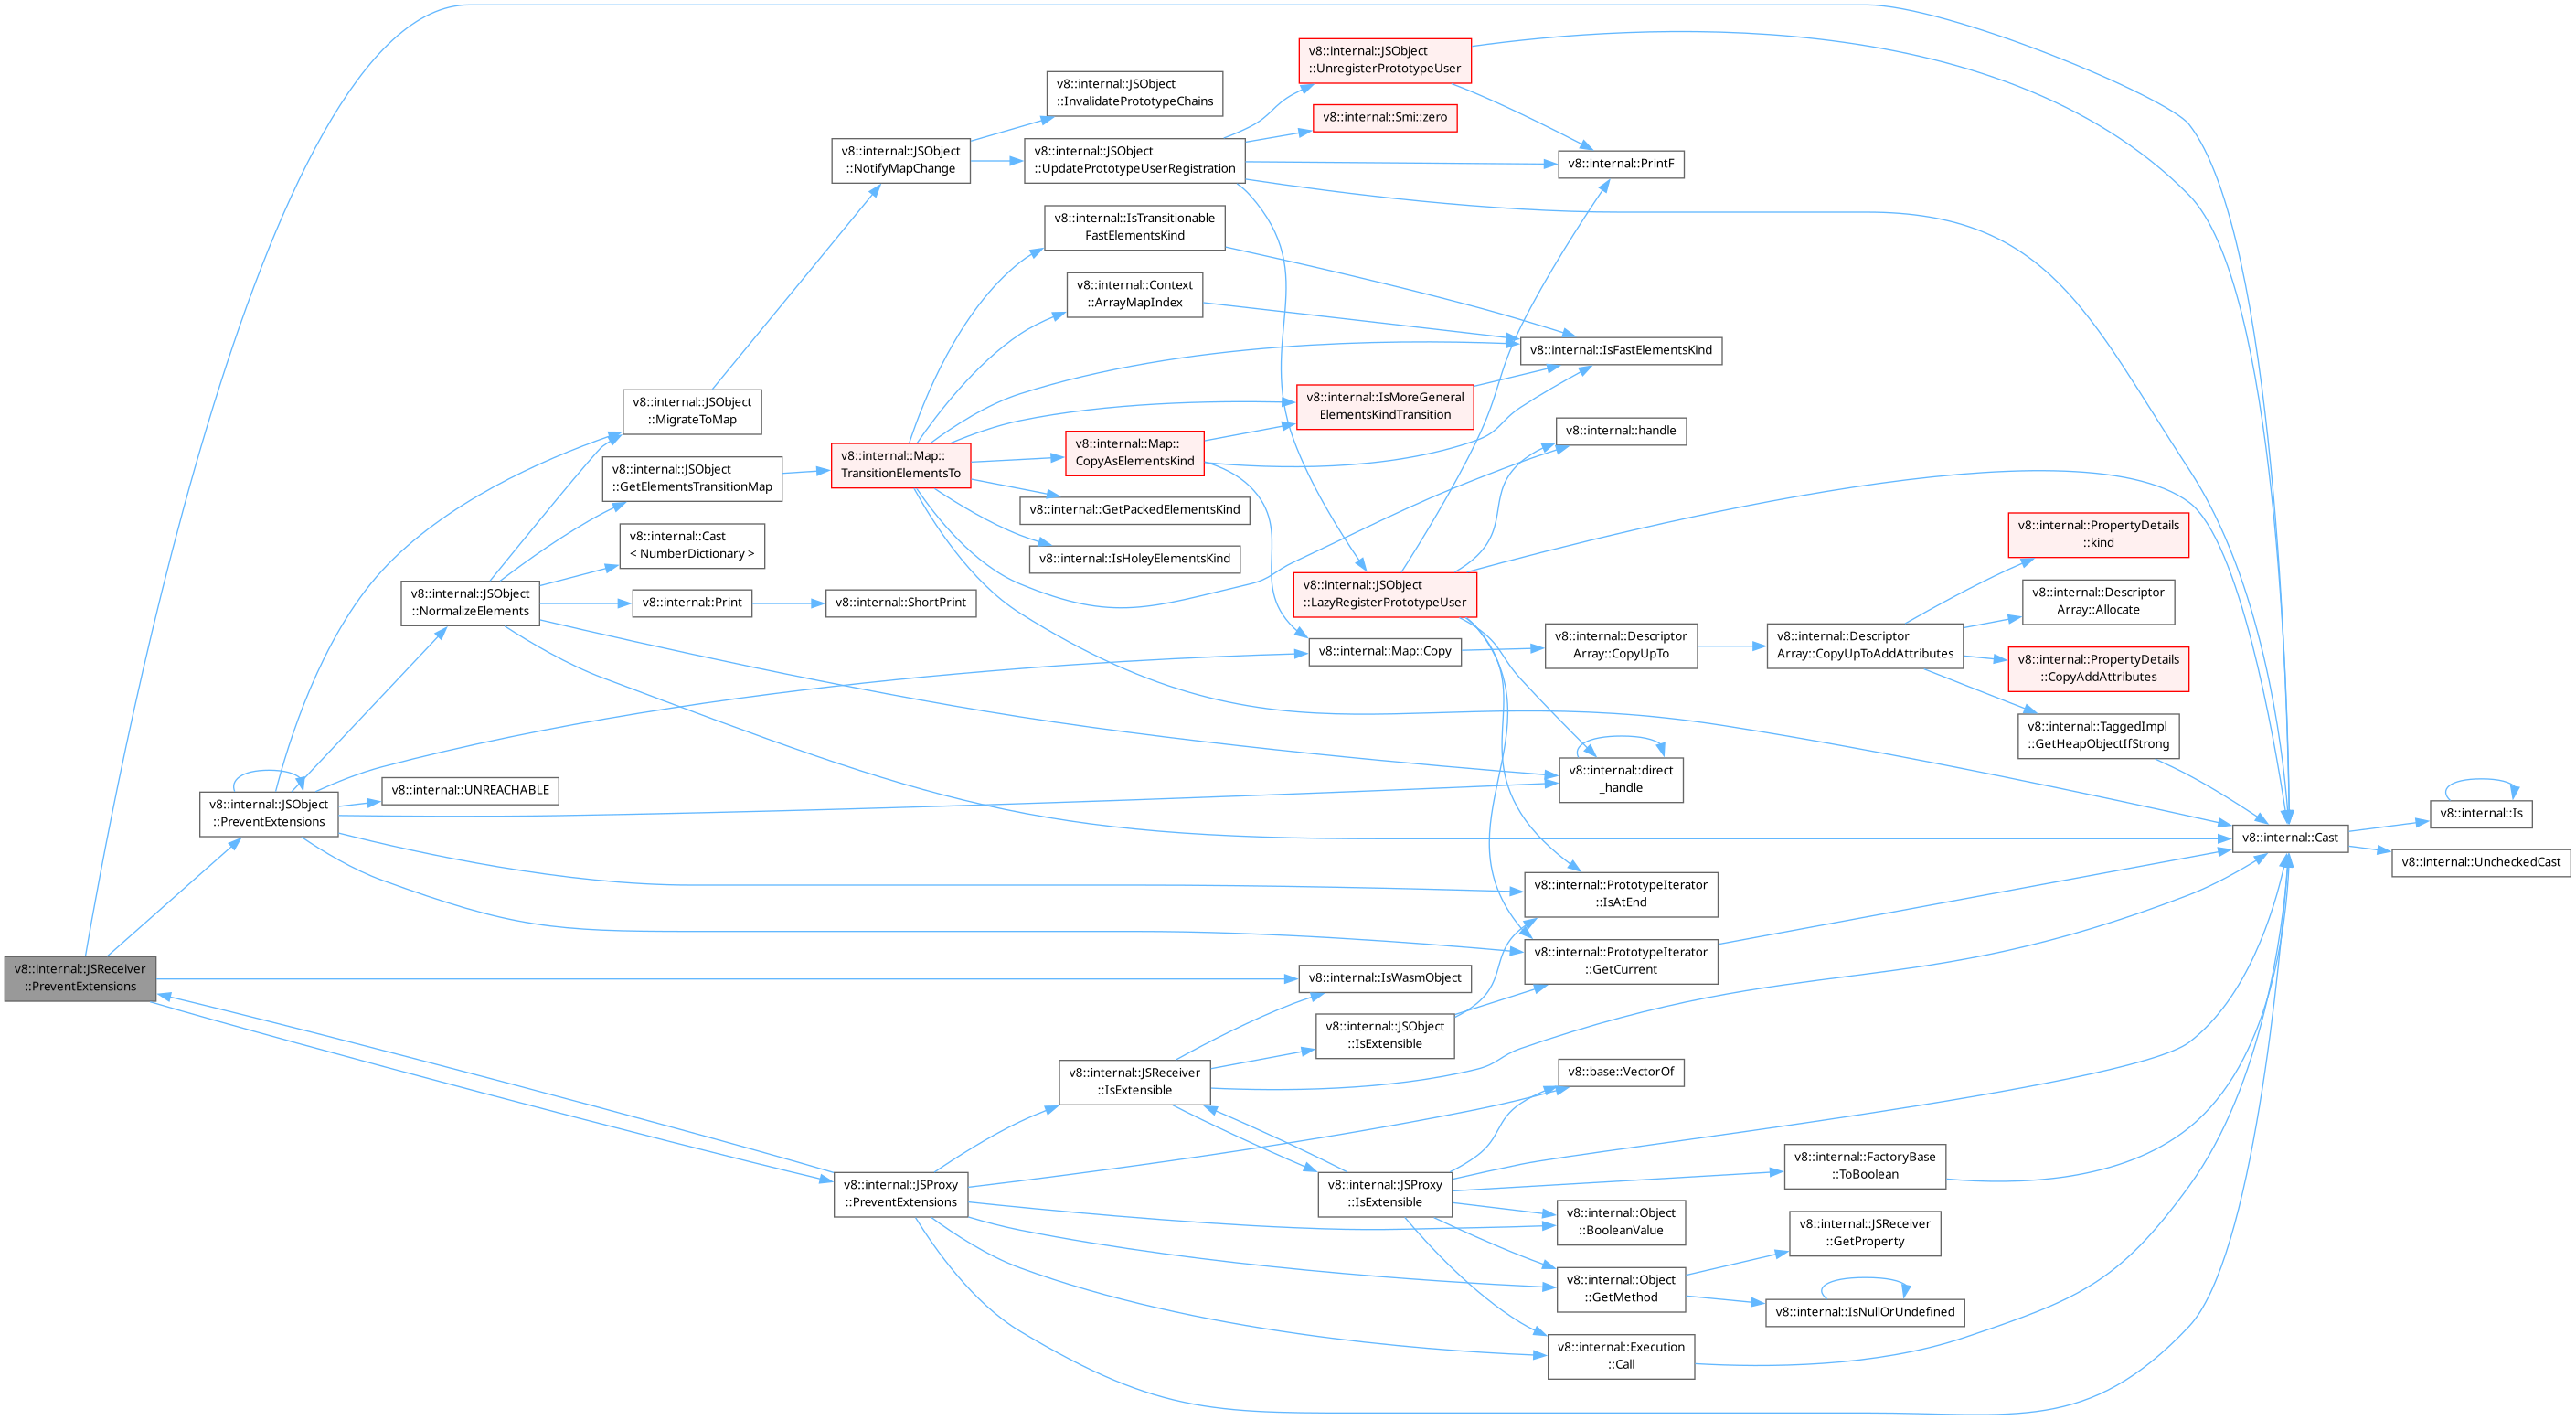 v8::internal::JSReceiver
::PreventExtensions
v8::internal::JSObject
::PreventExtensions
v8::internal::UNREACHABLE
v8::internal::JSObject
::NormalizeElements
v8::internal::JSObject
::MigrateToMap
v8::internal::JSObject
::GetElementsTransitionMap
v8::internal::Cast
< NumberDictionary >
v8::internal::Print
v8::internal::ShortPrint
v8::internal::JSObject
::NotifyMapChange
v8::internal::Map::
TransitionElementsTo
v8::internal::JSObject
::InvalidatePrototypeChains
v8::internal::JSObject
::UpdatePrototypeUserRegistration
v8::internal::IsTransitionable
FastElementsKind
v8::internal::Context
::ArrayMapIndex
v8::internal::Map::
CopyAsElementsKind
v8::internal::GetPackedElementsKind
v8::internal::IsHoleyElementsKind
v8::internal::JSObject
::UnregisterPrototypeUser
v8::internal::Smi::zero
v8::internal::PrintF
v8::internal::IsFastElementsKind
v8::internal::IsMoreGeneral
ElementsKindTransition
v8::internal::handle
v8::internal::JSObject
::LazyRegisterPrototypeUser
v8::internal::Map::Copy
v8::internal::Descriptor
Array::CopyUpTo
v8::internal::Descriptor
Array::CopyUpToAddAttributes
v8::internal::PropertyDetails
::kind
v8::internal::Descriptor
Array::Allocate
v8::internal::PropertyDetails
::CopyAddAttributes
v8::internal::TaggedImpl
::GetHeapObjectIfStrong
v8::internal::direct
_handle
v8::internal::Cast
v8::internal::Is
v8::internal::UncheckedCast
v8::internal::PrototypeIterator
::IsAtEnd
v8::internal::PrototypeIterator
::GetCurrent
v8::internal::IsWasmObject
v8::internal::JSObject
::IsExtensible
v8::internal::JSReceiver
::IsExtensible
v8::base::VectorOf
v8::internal::JSProxy
::PreventExtensions
v8::internal::JSProxy
::IsExtensible
v8::internal::FactoryBase
::ToBoolean
v8::internal::Object
::BooleanValue
v8::internal::JSReceiver
::GetProperty
v8::internal::Object
::GetMethod
v8::internal::IsNullOrUndefined
v8::internal::Execution
::Call